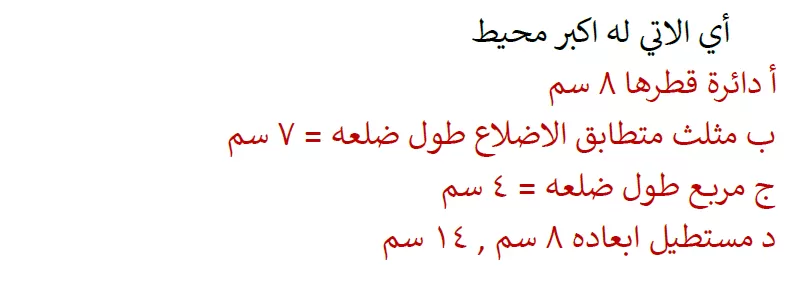 أي الاتي له اكبر محيط
أ دائرة قطرها ٨ سم
ب مثلث متطابق الاضلاع طول ضلعه = ٧ سم
ج مربع طول ضلعه = ٤ سم
د مستطيل ابعاده ٨ سم , ١٤ سم